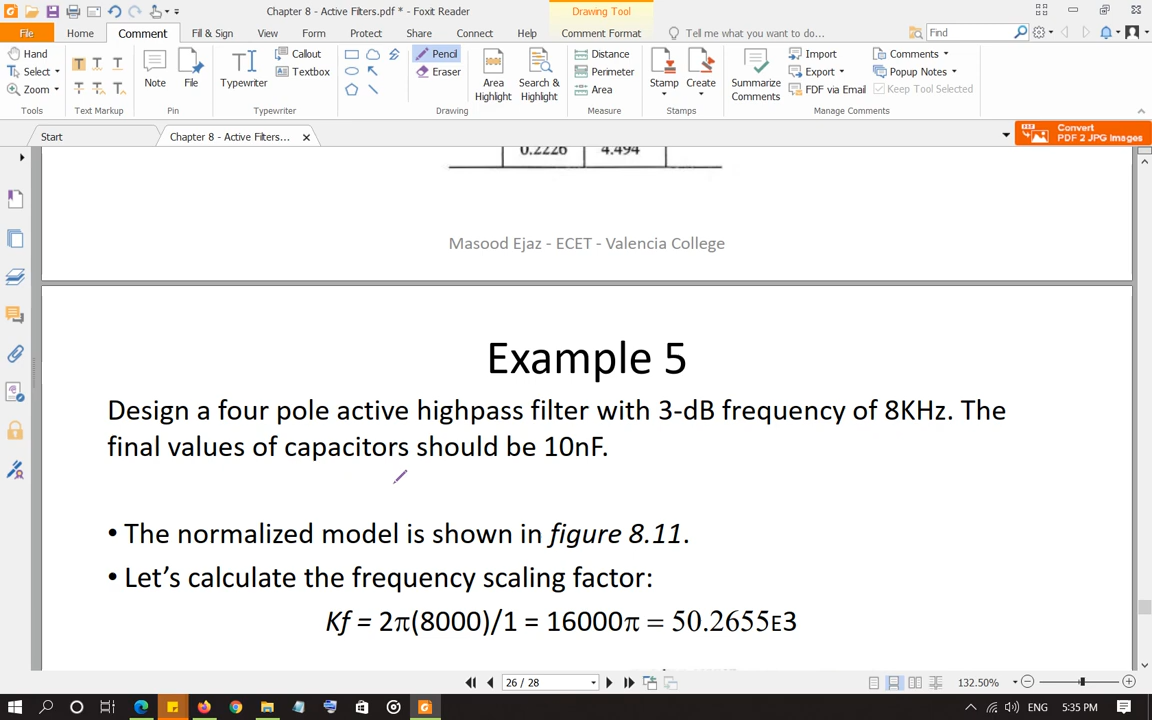 Chapter 8 - Active Filters.pdf * - Foxit Reader
Drawing Tool
File Home Comment Fill & Sign View Form Protect Share Connect Help Comment Format
Tell me what you want to do...
Find
Hand
Select
Zoom
Tools
Text Markup
Note
File
Pin
Typewriter
Callout
Textbox
Typewriter
Pencil
Eraser
Drawing
Area Highlight
Search & Highlight
Distance
Perimeter
Area
Measure
Stamp
Create
Stamps
Summarize Comments
Import
Export
FDF via Email
Comments
Popup Notes
Keep Tool Selected
Manage Comments
Start
Chapter 8 - Active Filters...
Convert
PDF 2 JPG Images
0.2226 4.494
Masood Ejaz - ECET - Valencia College
Example 5
Design a four pole active highpass filter with 3-dB frequency of 8KHz. The
final values of capacitors should be 10nF.
• The normalized model is shown in figure 8.11.
• Let's calculate the frequency scaling factor:
Kf = 2π(8000)/1 = 16000π = 50.2655E3
26 / 28
132.50%
ENG 5:35 PM